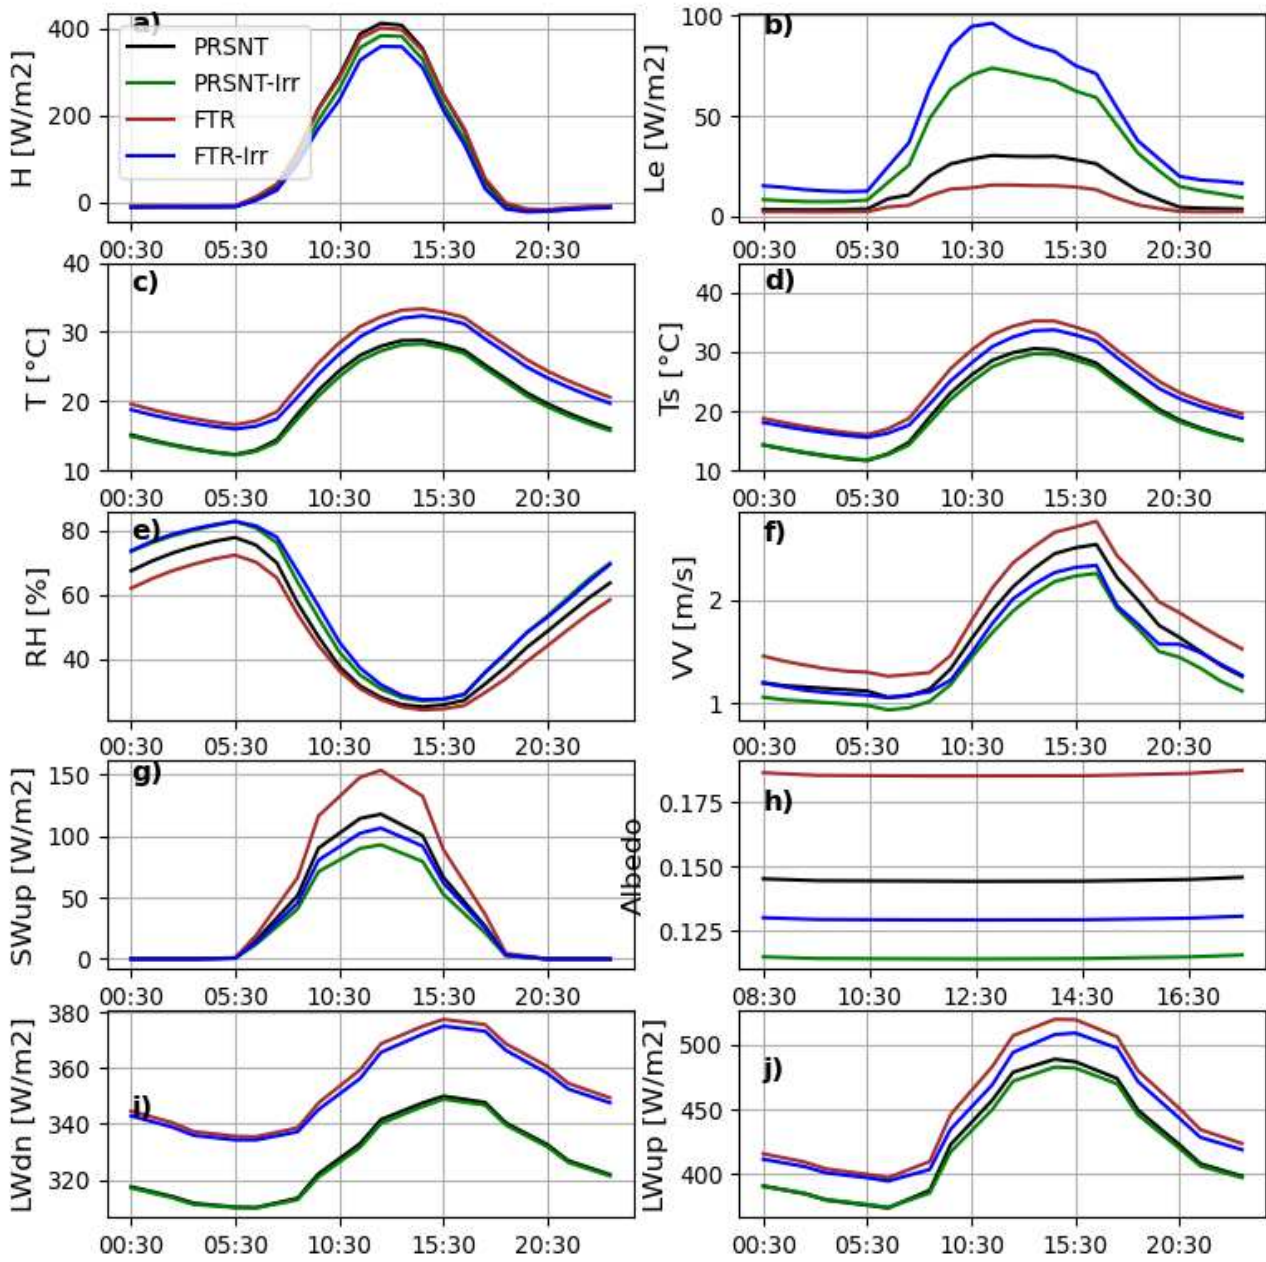 a)
H [W/m2]
400
200
0
PRSNT
PRSNT-Irr
FTR
FTR-Irr
00:30 05:30 10:30 15:30 20:30
b)
Le [W/m2]
100
50
0
00:30 05:30 10:30 15:30 20:30
c)
T [°C]
40
30
20
10
00:30 05:30 10:30 15:30 20:30
d)
Ts [°C]
40
30
20
10
00:30 05:30 10:30 15:30 20:30
e)
RH [%]
80
60
40
00:30 05:30 10:30 15:30 20:30
f)
VV [m/s]
2
1
00:30 05:30 10:30 15:30 20:30
g)
SWup [W/m2]
150
100
50
0
00:30 05:30 10:30 15:30 20:30
h)
Albedo
0.175
0.150
0.125
08:30 10:30 12:30 14:30 16:30
i)
LWdn [W/m2]
380
360
340
320
00:30 05:30 10:30 15:30 20:30
j)
LWup [W/m2]
500
450
400
00:30 05:30 10:30 15:30 20:30